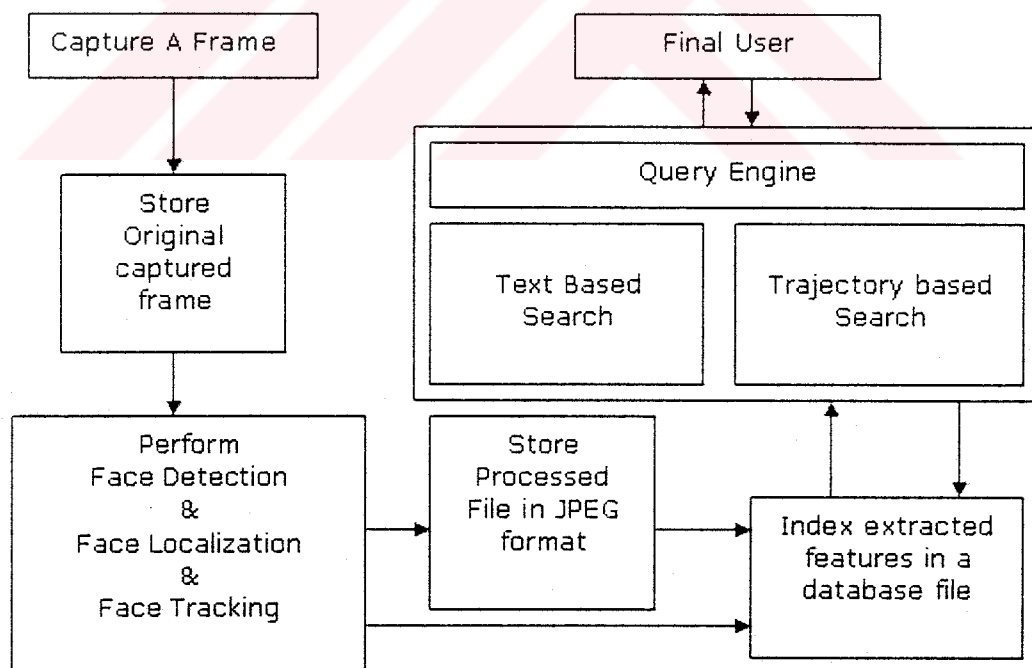 Capture A Frame
Final User
Query Engine
Store
Original
captured
frame
Text Based
Search
Trajectory based
Search
Perform
Face Detection
&
Face Localization
&
Face Tracking
Store
Processed
File in JPEG
format
Index extracted
features in a
database file